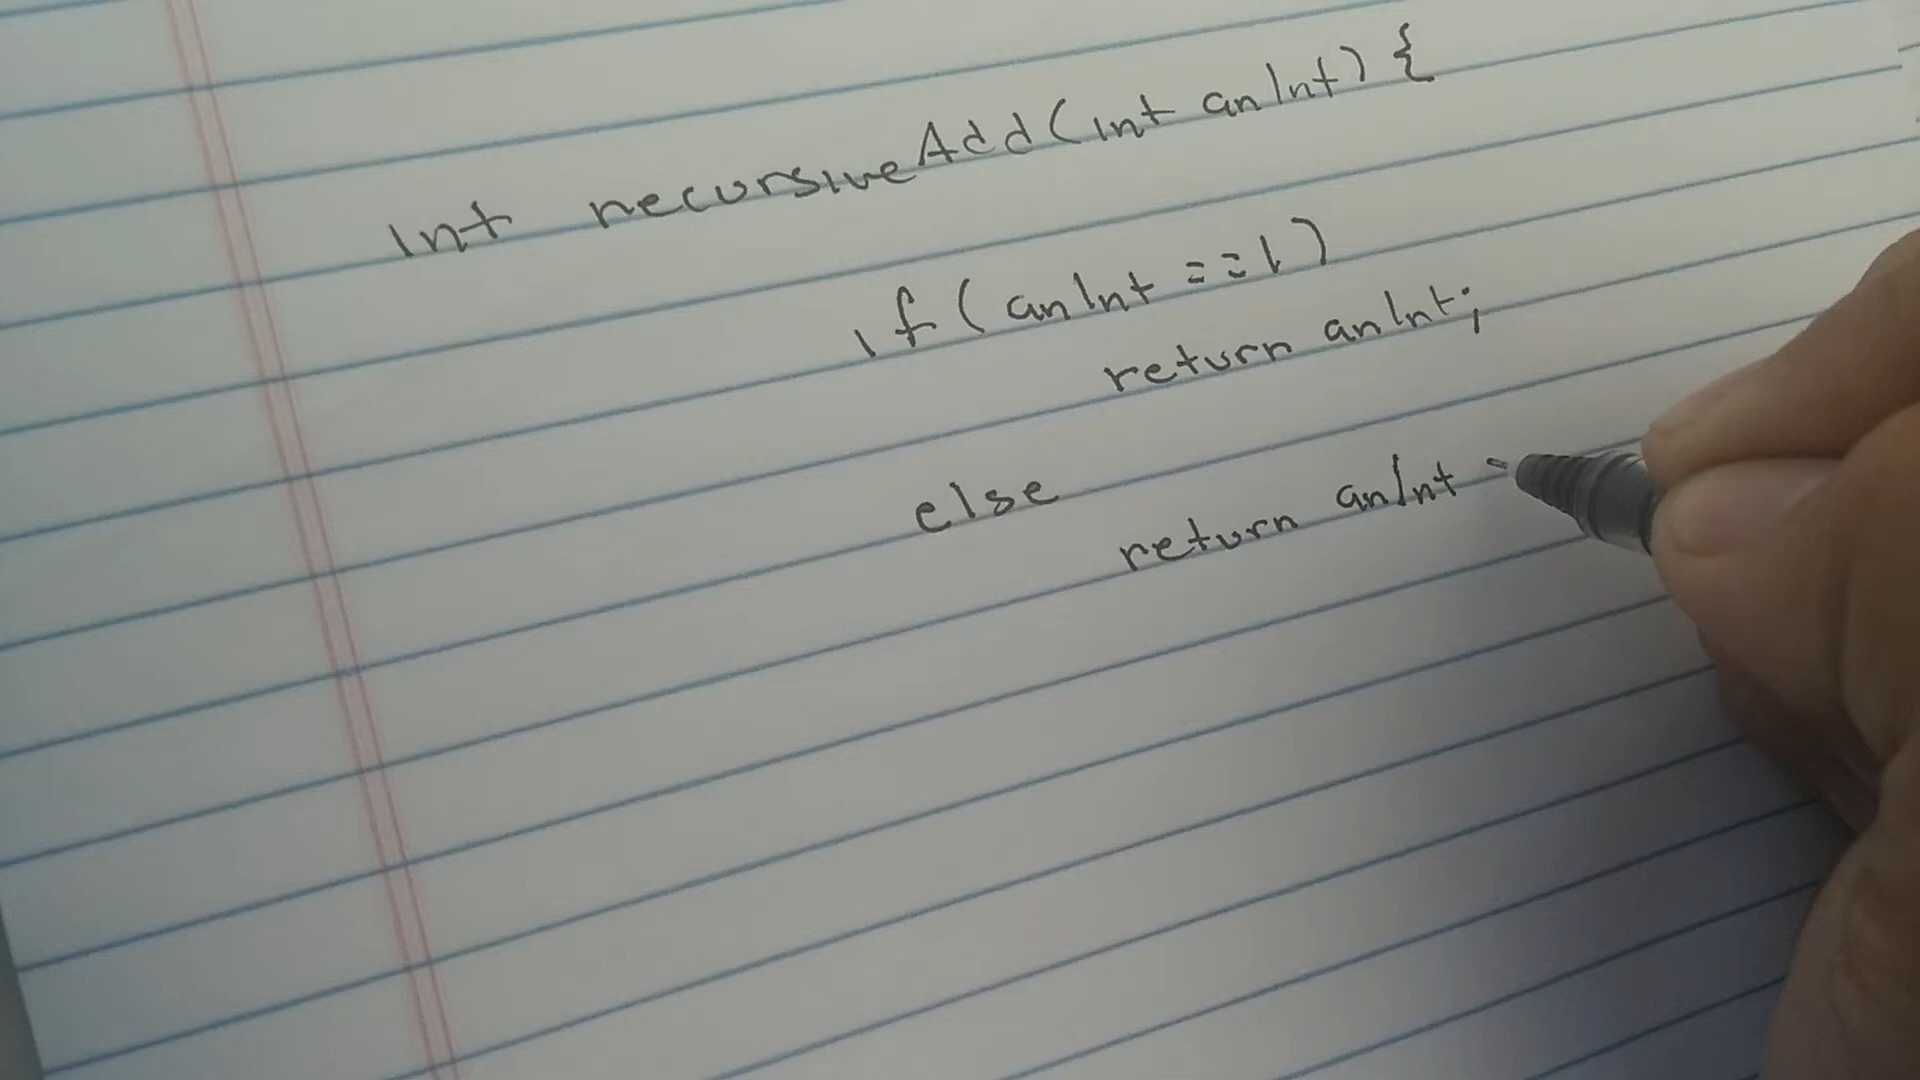 int recursiveAdd(int anInt) {
if (anInt == 1)
return anInt;
else
return anInt